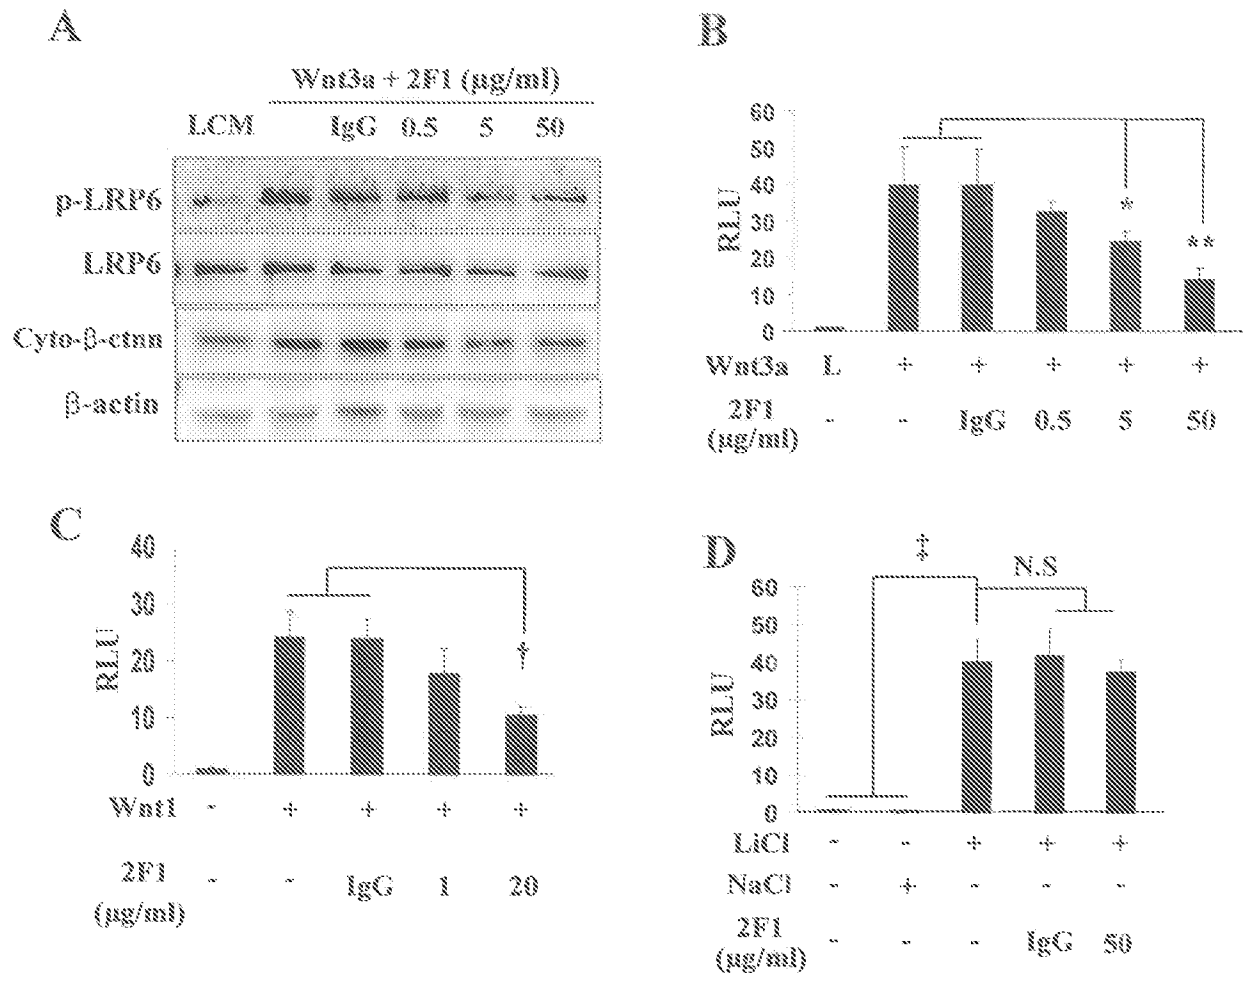 A
Wnt3a + 2F1 (µg/ml)
LCM IgG 0.5 5 50
p-LRP6
LRP6
Cyto-β-ctnn
β-actin
B
60
50
40
30
20
10
0
RLU
* **
Wnt3a L + + + + +
2F1 (µg/ml) - - IgG 0.5 5 50
C
40
30
20
10
0
RLU
†
Wnt1 - + + + +
2F1 (µg/ml) - - IgG 1 20
D
‡
N.S
60
50
40
30
20
10
0
RLU
LiCl - - + + +
NaCl - + - - -
2F1 (µg/ml) - - - IgG 50